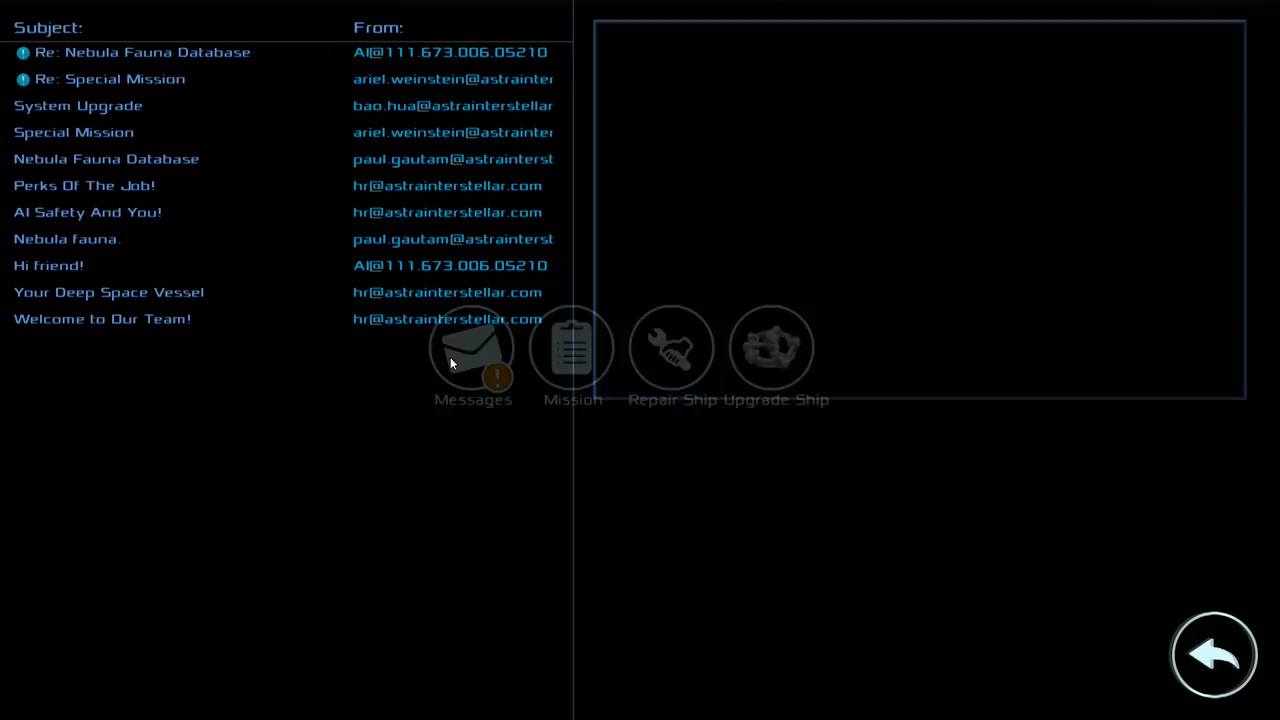 Subject: From:
Re: Nebula Fauna Database AI@111.673.006.05210
Re: Special Mission ariel.weinstein@astrainter
System Upgrade bao.hua@astrainterstellar
Special Mission ariel.weinstein@astrainter
Nebula Fauna Database paul.gautam@astrainterst
Perks Of The Job! hr@astrainterstellar.com
AI Safety And You! hr@astrainterstellar.com
Nebula fauna. paul.gautam@astrainterst
Hi friend! AI@111.673.006.05210
Your Deep Space Vessel hr@astrainterstellar.com
Welcome to Our Team! hr@astrainterstellar.com
Messages Mission Repair Ship Upgrade Ship